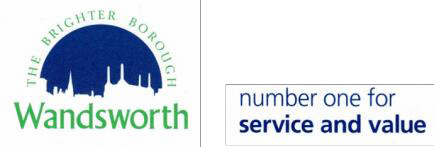 THE BRIGHTER BOROUGH
Wandsworth
number one for
service and value